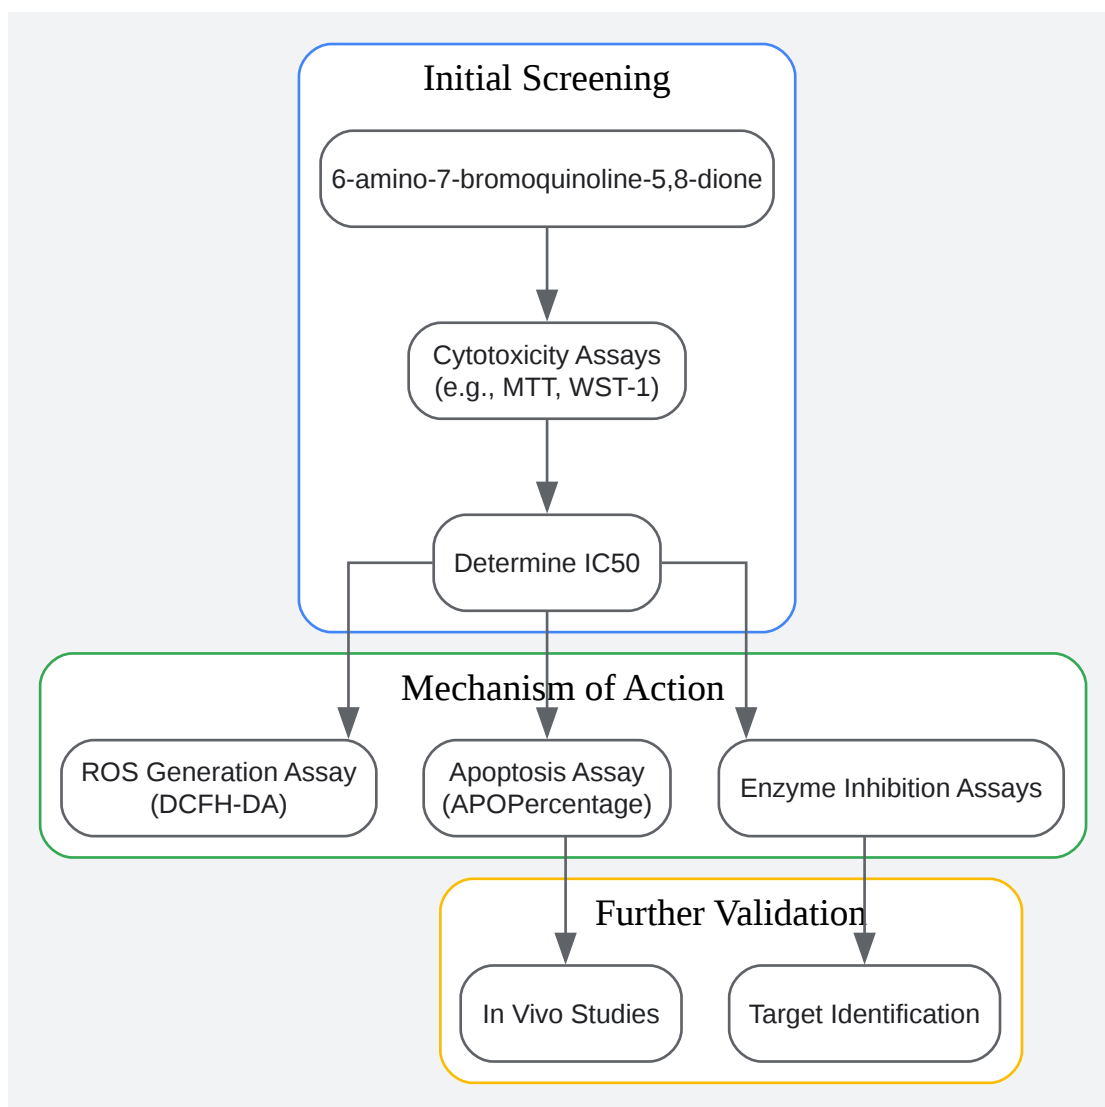 Initial Screening
6-amino-7-bromoquinoline-5,8-dione
Cytotoxicity Assays
(e.g., MTT, WST-1)
Determine IC50
Mechanism of Action
ROS Generation Assay
(DCFH-DA)
Apoptosis Assay
(APOPercentage)
Enzyme Inhibition Assays
Further Validation
In Vivo Studies
Target Identification